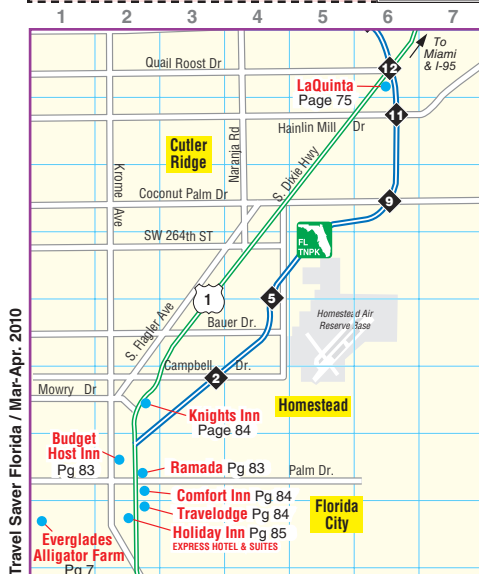 1 2 3 4 5 6 7
To
Miami
& I-95
Quail Roost Dr
12
LaQuinta
Page 75
11
Hainlin Mill Dr
Naranja Rd
Cutler
Ridge
S. Dixie Hwy
Krome Ave
Coconut Palm Dr
9
SW 264th ST
FL
TNPK
1
5
S. Flagler Ave
Bauer Dr.
Homestead Air
Reserve Base
Campbell Dr.
2
Mowry Dr
Homestead
Knights Inn
Page 84
Budget
Host Inn
Pg 83
Ramada Pg 83
Palm Dr.
Comfort Inn Pg 84
Travelodge Pg 84
Florida
City
Holiday Inn Pg 85
EXPRESS HOTEL & SUITES
Everglades
Alligator Farm
Pg 7
Travel Saver Florida / Mar-Apr. 2010